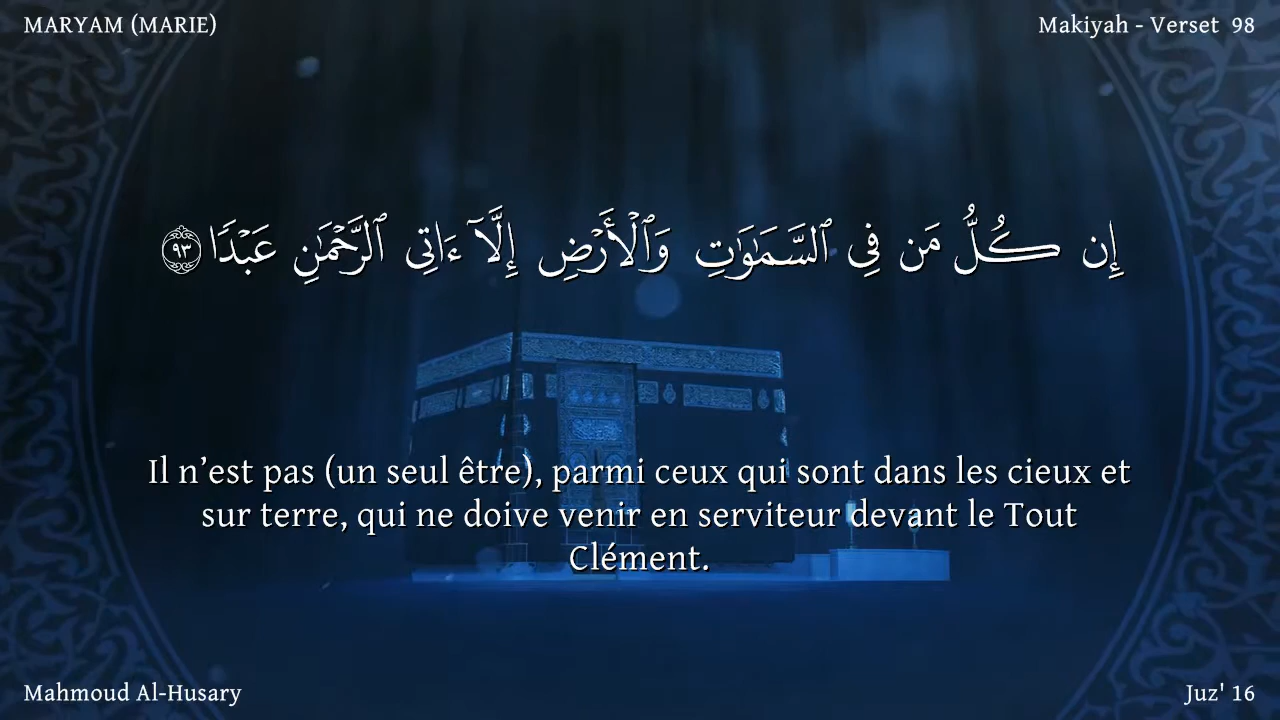 MARYAM (MARIE)
Makiyah - Verset 98
إِن كُلُّ مَن فِى ٱلسَّمَـٰوَٰتِ وَٱلْأَرْضِ إِلَّآ ءَاتِى ٱلرَّحْمَـٰنِ عَبْدًا ٩٣
Il n’est pas (un seul être), parmi ceux qui sont dans les cieux et
sur terre, qui ne doive venir en serviteur devant le Tout
Clément.
Mahmoud Al-Husary
Juz' 16